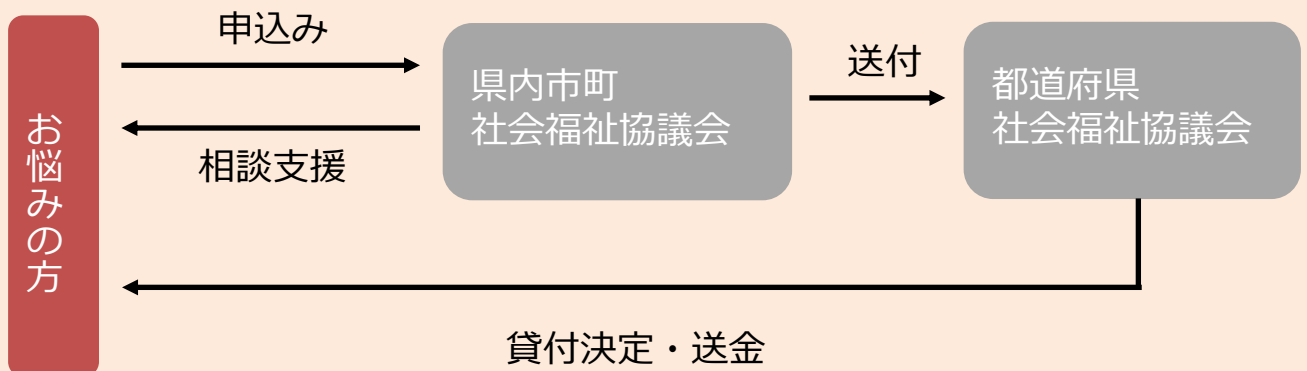 お悩みの方
申込み
相談支援
県内市町
社会福祉協議会
送付
都道府県
社会福祉協議会
貸付決定・送金